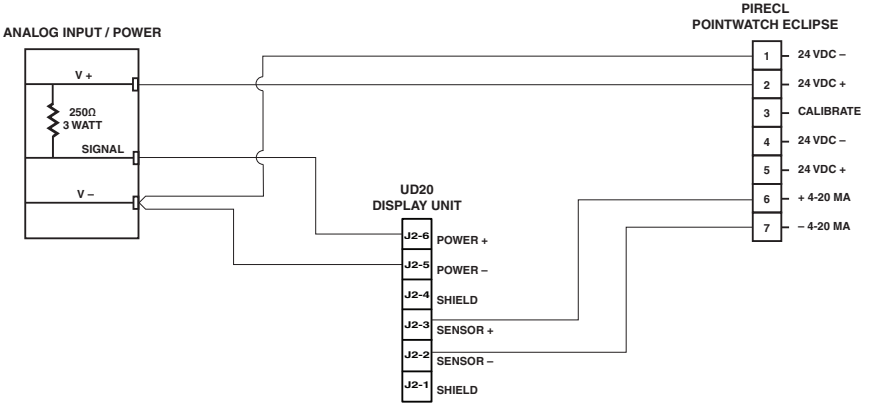 PIRECL
POINTWATCH ECLIPSE
ANALOG INPUT / POWER
V +
250Ω
3 WATT
SIGNAL
V –
1 24 VDC –
2 24 VDC +
3 CALIBRATE
4 24 VDC –
5 24 VDC +
6 + 4-20 MA
7 – 4-20 MA
UD20
DISPLAY UNIT
J2-6 POWER +
J2-5 POWER –
J2-4 SHIELD
J2-3 SENSOR +
J2-2 SENSOR –
J2-1 SHIELD